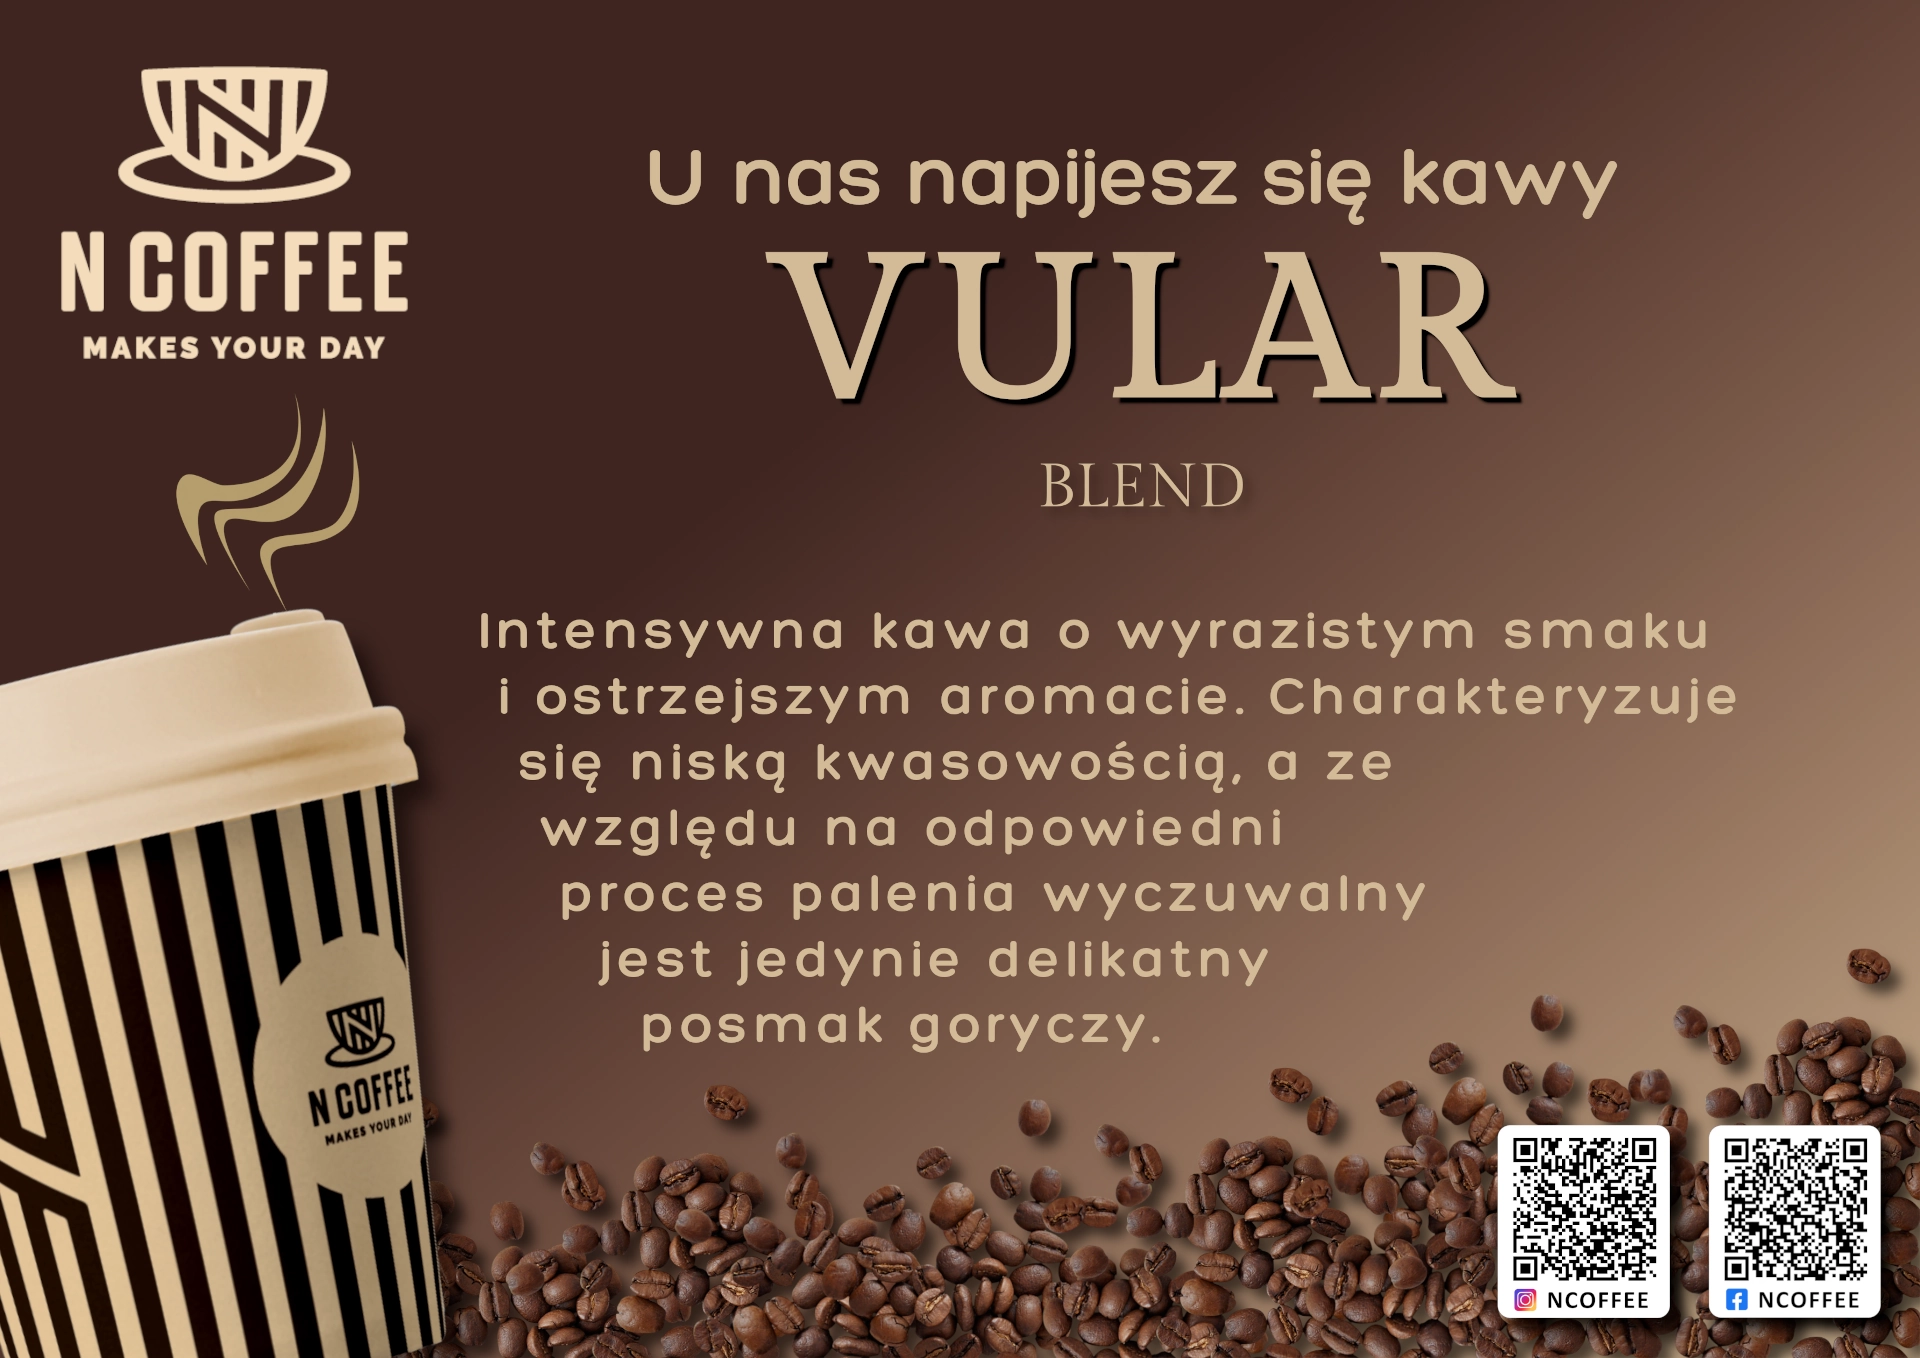 N COFFEE
MAKES YOUR DAY
U nas napijesz się kawy
VULAR
BLEND
Intensywna kawa o wyrazistym smaku
i ostrzejszym aromacie. Charakteryzuje
się niską kwasowością, a ze
względu na odpowiedni
proces palenia wyczuwalny
jest jedynie delikatny
posmak goryczy.
N COFFEE
MAKES YOUR DAY
NCOFFEE
NCOFFEE